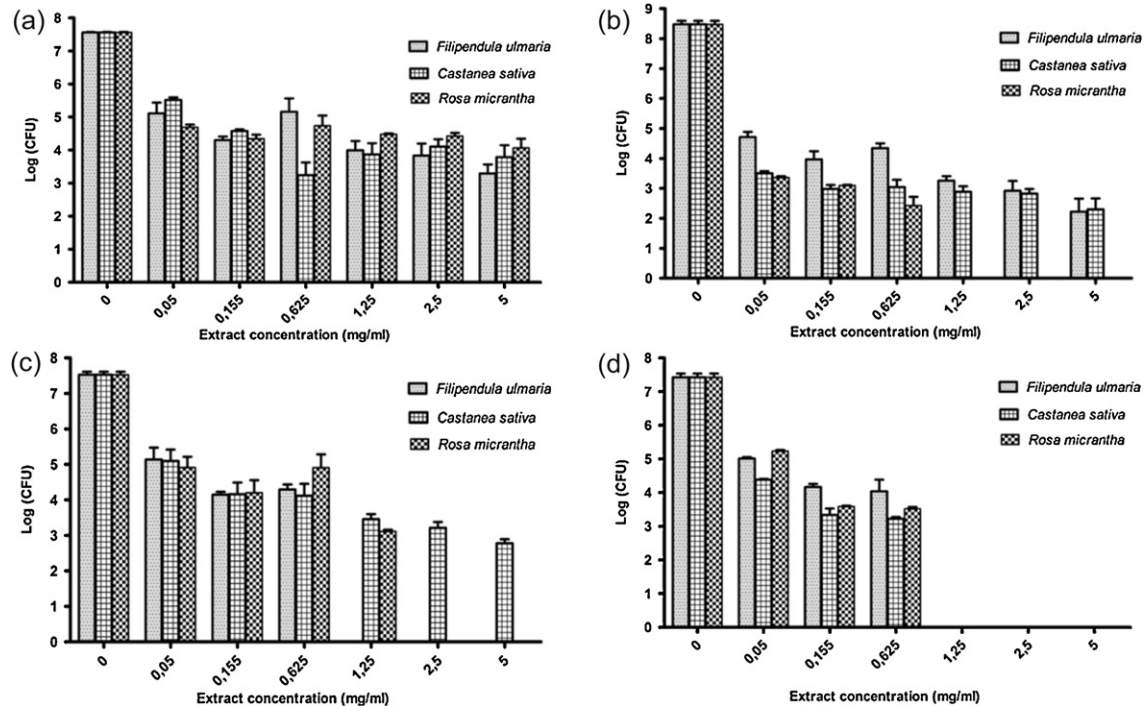 (a)
8
7
6
5
4
3
2
1
0
Log (CFU)
Filipendula ulmaria
Castanea sativa
Rosa micrantha
0
0,05
0,155
0,625
1,25
2,5
5
Extract concentration (mg/ml)
(b)
9
8
7
6
5
4
3
2
1
0
Log (CFU)
Filipendula ulmaria
Castanea sativa
Rosa micrantha
0
0,05
0,155
0,625
1,25
2,5
5
Extract concentration (mg/ml)
(c)
8
7
6
5
4
3
2
1
0
Log (CFU)
Filipendula ulmaria
Castanea sativa
Rosa micrantha
0
0,05
0,155
0,625
1,25
2,5
5
Extract concentration (mg/ml)
(d)
9
8
7
6
5
4
3
2
1
0
Log (CFU)
Filipendula ulmaria
Castanea sativa
Rosa micrantha
0
0,05
0,155
0,625
1,25
2,5
5
Extract concentration (mg/ml)